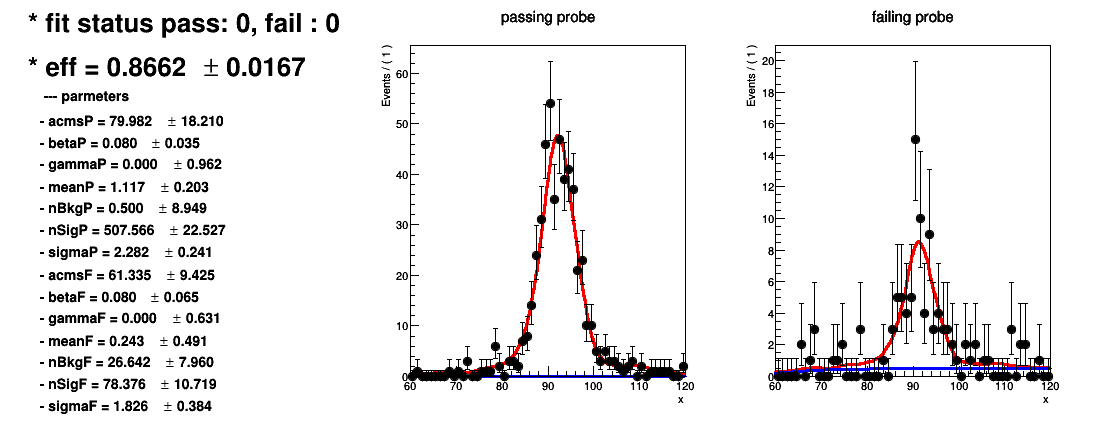 * fit status pass: 0, fail : 0
* eff = 0.8662 ± 0.0167
--- parmeters
- acmsP = 79.982 ± 18.210
- betaP = 0.080 ± 0.035
- gammaP = 0.000 ± 0.962
- meanP = 1.117 ± 0.203
- nBkgP = 0.500 ± 8.949
- nSigP = 507.566 ± 22.527
- sigmaP = 2.282 ± 0.241
- acmsF = 61.335 ± 9.425
- betaF = 0.080 ± 0.065
- gammaF = 0.000 ± 0.631
- meanF = 0.243 ± 0.491
- nBkgF = 26.642 ± 7.960
- nSigF = 78.376 ± 10.719
- sigmaF = 1.826 ± 0.384
passing probe
Events / ( 1 )
60
50
40
30
20
10
0
60 70 80 90 100 110 120
x
failing probe
Events / ( 1 )
20
18
16
14
12
10
8
6
4
2
0
60 70 80 90 100 110 120
x